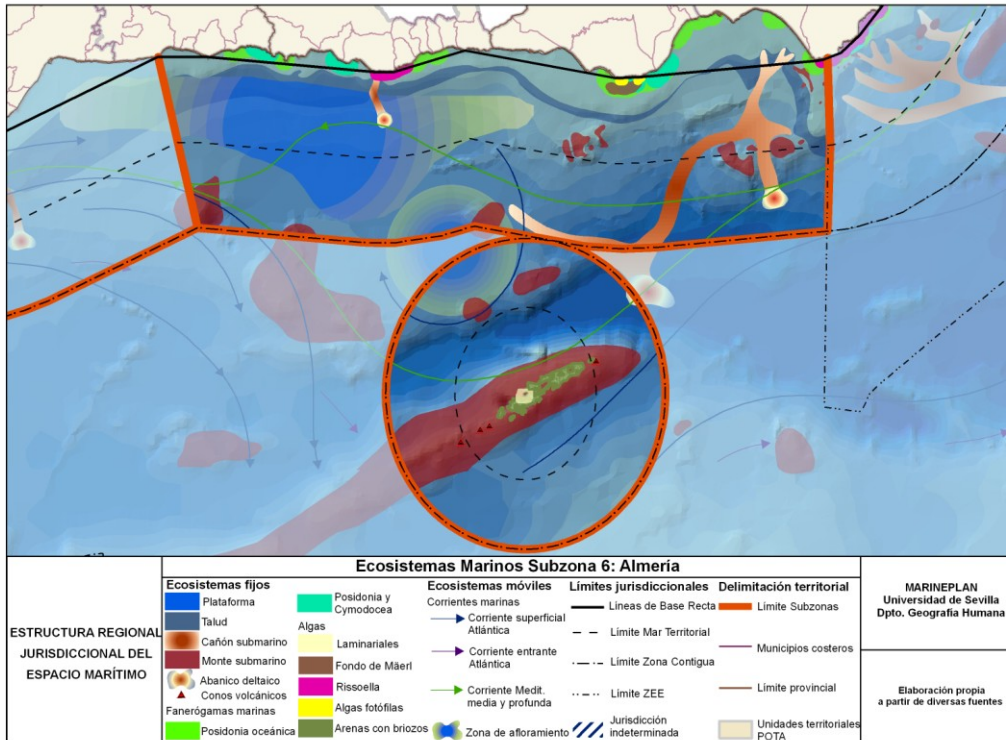 Ecosistemas Marinos Subzona 6: Almería
ESTRUCTURA REGIONAL
JURISDICCIONAL DEL
ESPACIO MARÍTIMO
Ecosistemas fijos
Plataforma
Talud
Cañón submarino
Monte submarino
Abanico deltaico
Conos volcánicos
Fanerógamas marinas
Posidonia oceánica
Posidonia y
Cymodocea
Algas
Laminariales
Fondo de Mäerl
Rissoella
Algas fotófilas
Arenas con briozos
Ecosistemas móviles
Corrientes marinas
Corriente superficial
Atlántica
Corriente entrante
Atlántica
Corriente Medit.
media y profunda
Zona de afloramiento
Límites jurisdiccionales
Lineas de Base Recta
Limite Mar Territorial
Limite Zona Contigua
Limite ZEE
Jurisdicción
indeterminada
Delimitación territorial
Límite Subzonas
Municipios costeros
Límite provincial
Unidades territoriales
POTA
MARINEPLAN
Universidad de Sevilla
Dpto. Geografía Humana
Elaboración propia
a partir de diversas fuentes